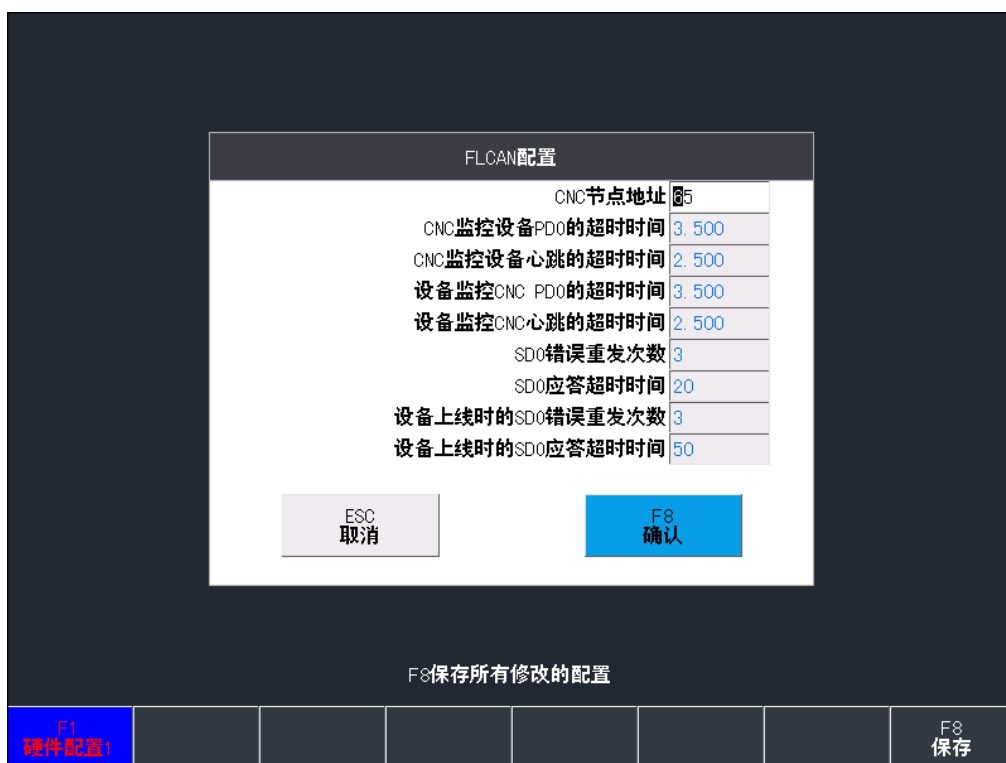 FLCAN配置
CNC节点地址 65
CNC监控设备PDO的超时时间 3.500
CNC监控设备心跳的超时时间 2.500
设备监控CNC PDO的超时时间 3.500
设备监控CNC心跳的超时时间 2.500
SDO错误重发次数 3
SDO应答超时时间 20
设备上线时的SDO错误重发次数 3
设备上线时的SDO应答超时时间 50
ESC
取消
F8
确认
F8保存所有修改的配置
F1
硬件配置1
F8
保存